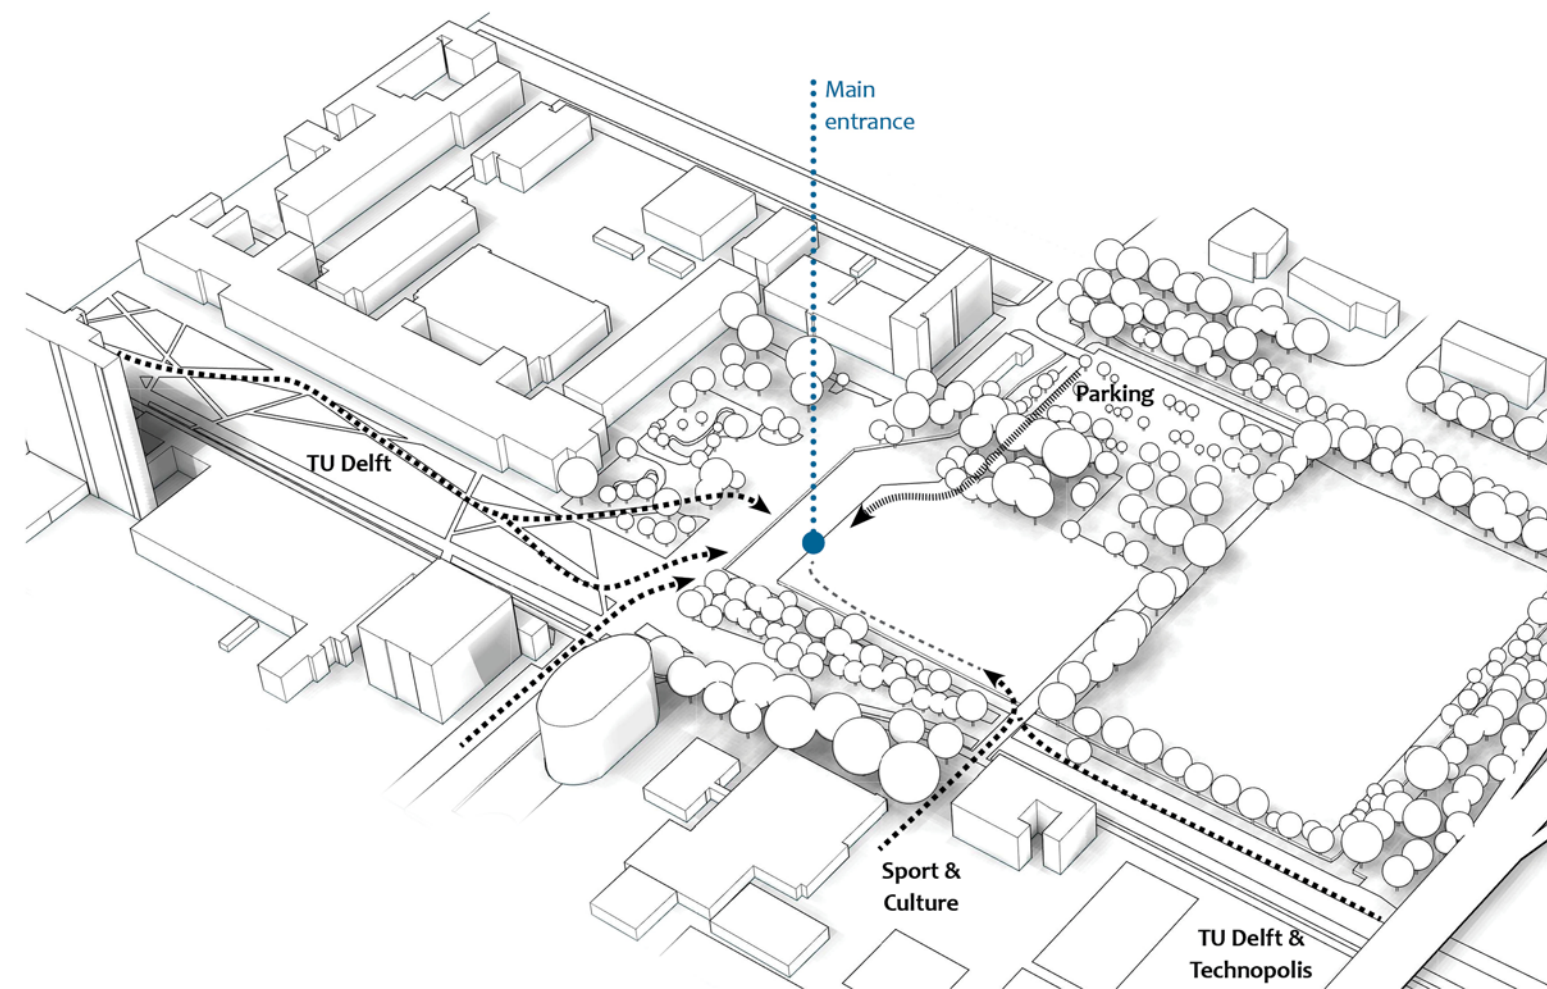 Main
entrance
Parking
TU Delft
Sport &
Culture
TU Delft &
Technopolis